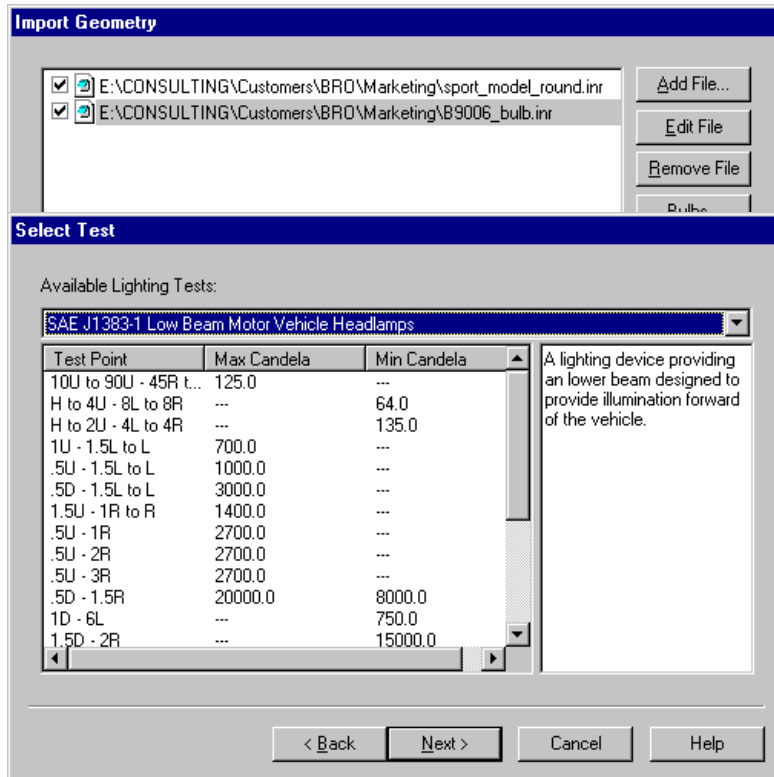 Import Geometry
E:\CONSULTING\Customers\BRO\Marketing\sport_model_round.inr
E:\CONSULTING\Customers\BRO\Marketing\B9006_bulb.inr
Add File...
Edit File
Remove File
Select Test
Available Lighting Tests:
SAE J1383-1 Low Beam Motor Vehicle Headlamps
Test Point Max Candela Min Candela
10U to 90U - 45R t... 125.0 ---
H to 4U - 8L to 8R --- 64.0
H to 2U - 4L to 4R --- 135.0
1U - 1.5L to L 700.0 ---
.5U - 1.5L to L 1000.0 ---
.5D - 1.5L to L 3000.0 ---
1.5U - 1R to R 1400.0 ---
.5U - 1R 2700.0 ---
.5U - 2R 2700.0 ---
.5U - 3R 2700.0 ---
.5D - 1.5R 20000.0 8000.0
1D - 6L --- 750.0
1.5D - 2R --- 15000.0
A lighting device providing
an lower beam designed to
provide illumination forward
of the vehicle.
< Back
Next >
Cancel
Help